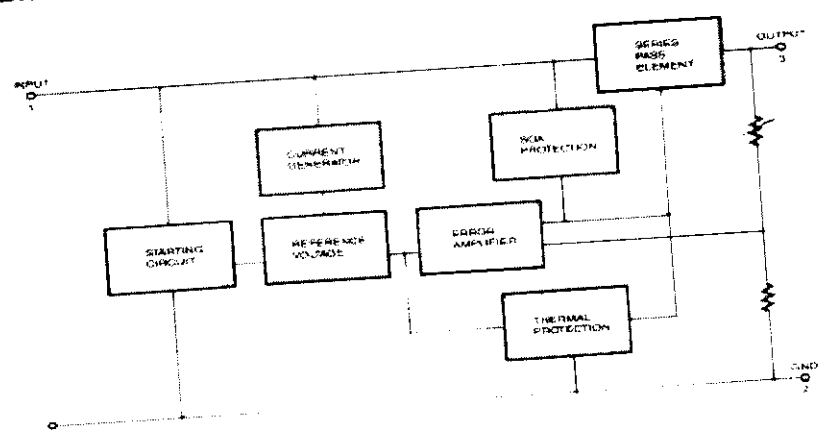 SERIES
PASS
ELEMENT
OUTPUT
3
INPUT
1
CURRENT
GENERATOR
SOA
PROTECTION
STARTING
CIRCUIT
REFERENCE
VOLTAGE
ERROR
AMPLIFIER
THERMAL
PROTECTION
GND
2